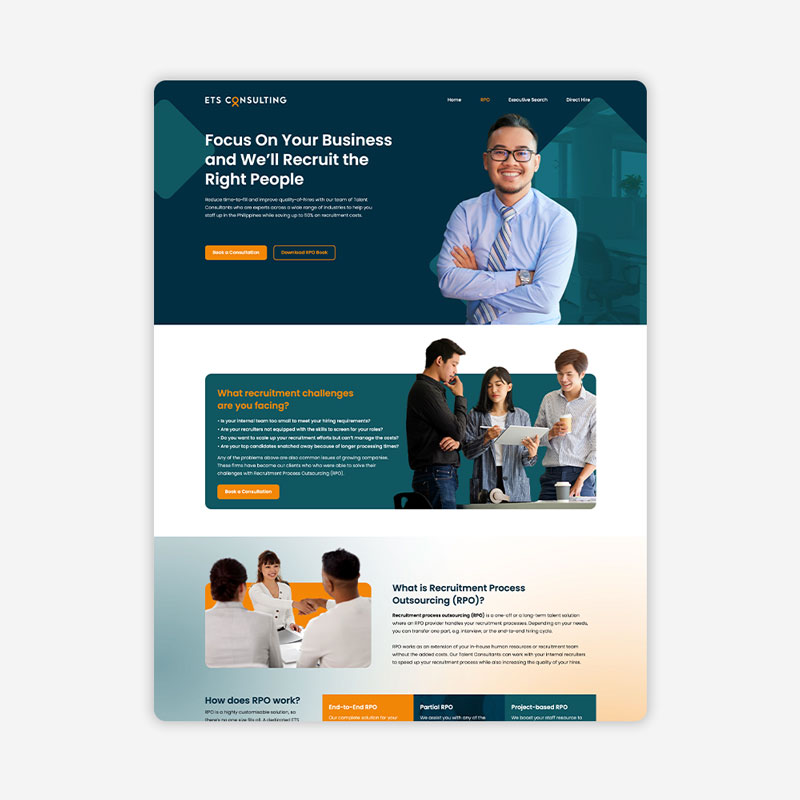 ETS CONSULTING
Home
RPO
Executive Search
Direct Hire
Focus On Your Business
and We'll Recruit the
Right People
Reduce time-to-fill and improve quality-of-hires with our team of Talent
Consultants who are experts across a wide range of industries to help you
staff up in the Philippines while saving up to 50% on recruitment costs.
Book a Consultation
Download RPO Book
What recruitment challenges
are you facing?
• Is your internal team too small to meet your hiring requirements?
• Are your recruiters not equipped with the skills to screen for your roles?
• Do you want to scale up your recruitment efforts but can't manage the costs?
• Are your top candidates snatched away because of longer processing times?
Any of the problems above are also common issues of growing companies.
These firms have become our clients who who were able to solve their
challenges with Recruitment Process Outsourcing (RPO).
Book a Consultation
What is Recruitment Process
Outsourcing (RPO)?
Recruitment process outsourcing (RPO) is a one-off or a long-term talent solution
where an RPO provider handles your recruitment processes. Depending on your needs,
you can transfer one part, e.g. interview, or the end-to-end hiring cycle.
RPO works as an extension of your in-house human resources or recruitment team
without the added costs. Our Talent Consultants can work with your internal recruiters
to speed up your recruitment process while also increasing the quality of your hires.
How does RPO work?
RPO is a highly customisable solution, so
there's no one size fits all. A dedicated ETS
End-to-End RPO
Our complete solution for your
Partial RPO
We assist you with any of the
Project-based RPO
We boost your staff resource to